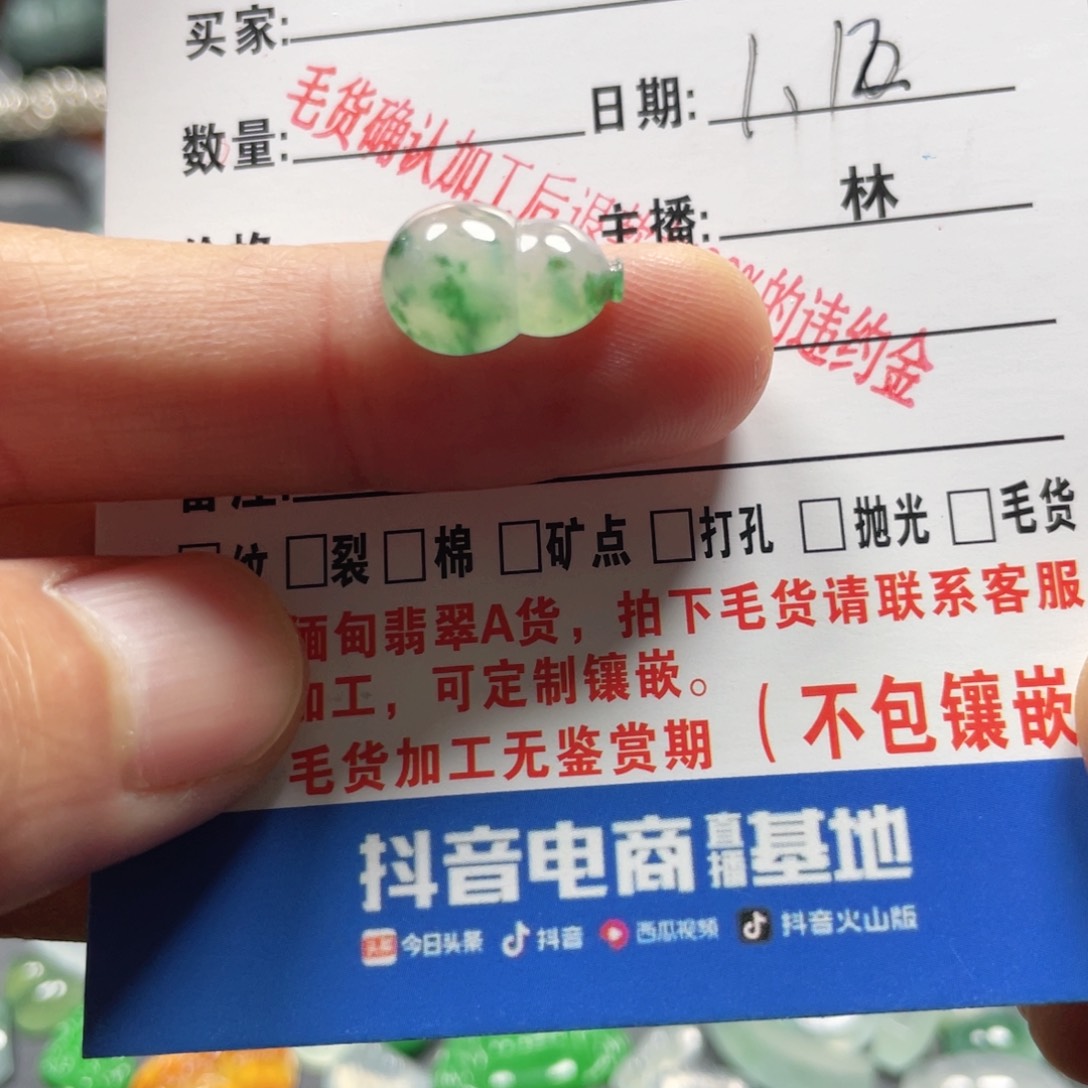 买家:
日期:
数量:
毛货确认加工后退
的违约金
主播: 林
裂 棉 矿点 打孔 抛光 毛货
缅甸翡翠A货，拍下毛货请联系客服
加工，可定制镶嵌。
毛货加工无鉴赏期 (不包镶嵌
抖音电商直播基地
头条 今日头条 抖音 西瓜视频 抖音火山版